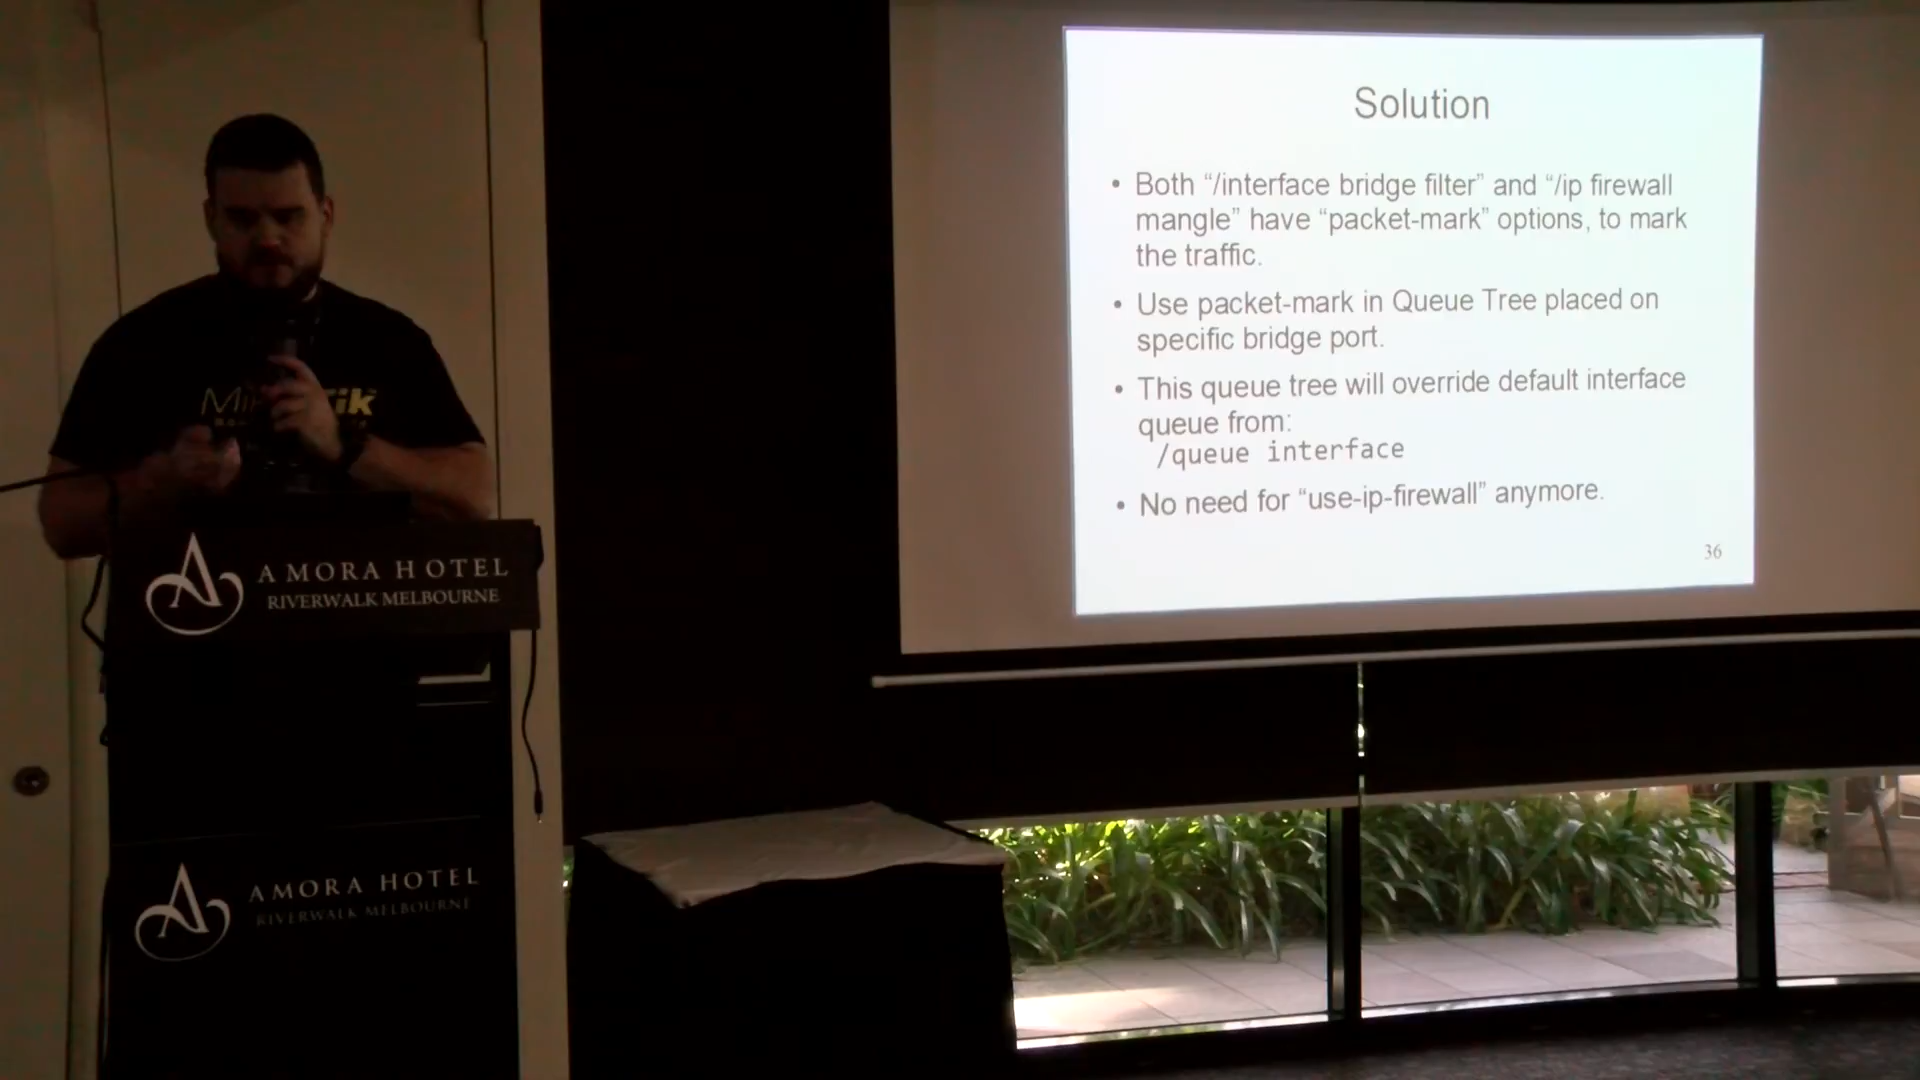 Solution
• Both “/interface bridge filter” and “/ip firewall
mangle” have “packet-mark” options, to mark
the traffic.
• Use packet-mark in Queue Tree placed on
specific bridge port.
• This queue tree will override default interface
queue from:
/queue interface
• No need for “use-ip-firewall” anymore.
36
AMORA HOTEL
RIVERWALK MELBOURNE
AMORA HOTEL
RIVERWALK MELBOURNE